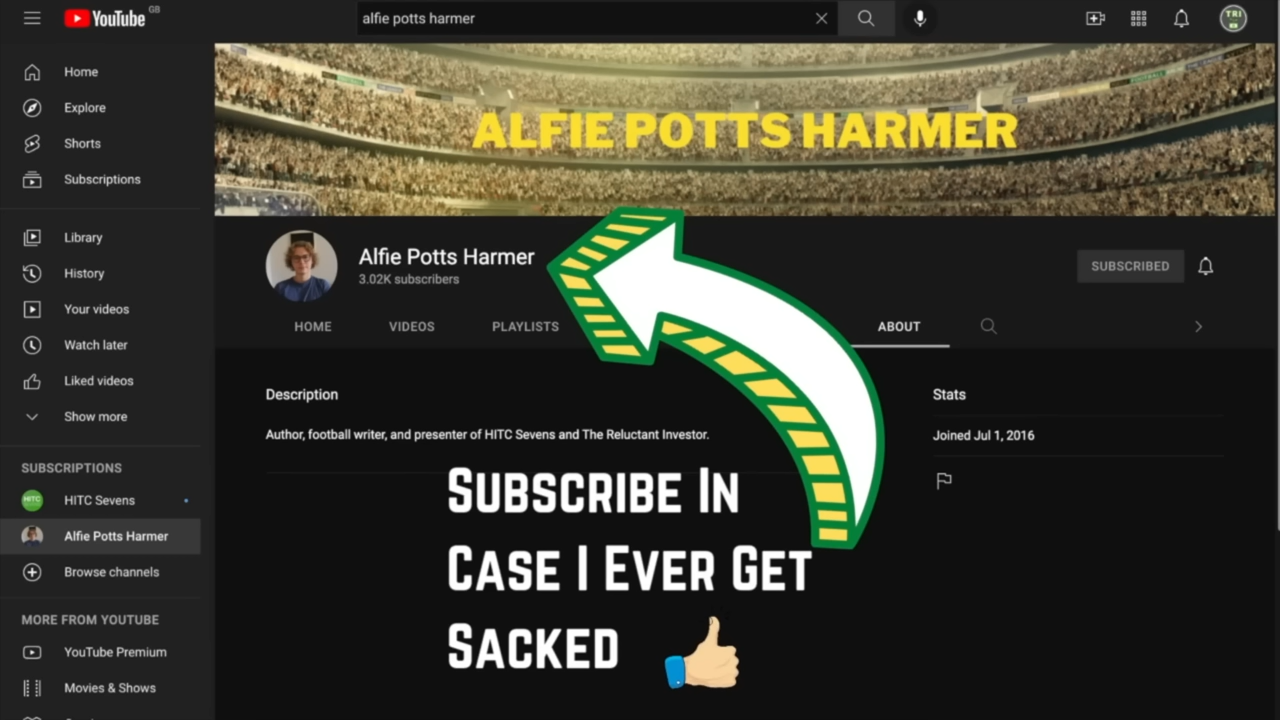 YouTube GB
alfie potts harmer
TRI
Home
Explore
Shorts
Subscriptions
Library
History
Your videos
Watch later
Liked videos
Show more
SUBSCRIPTIONS
HITC HITC Sevens
Alfie Potts Harmer
Browse channels
MORE FROM YOUTUBE
YouTube Premium
Movies & Shows
ALFIE POTTS HARMER
Alfie Potts Harmer
3.02K subscribers
SUBSCRIBED
HOME VIDEOS PLAYLISTS ABOUT
Description
Author, football writer, and presenter of HITC Sevens and The Reluctant Investor.
Stats
Joined Jul 1, 2016
Subscribe In
Case I Ever Get
Sacked